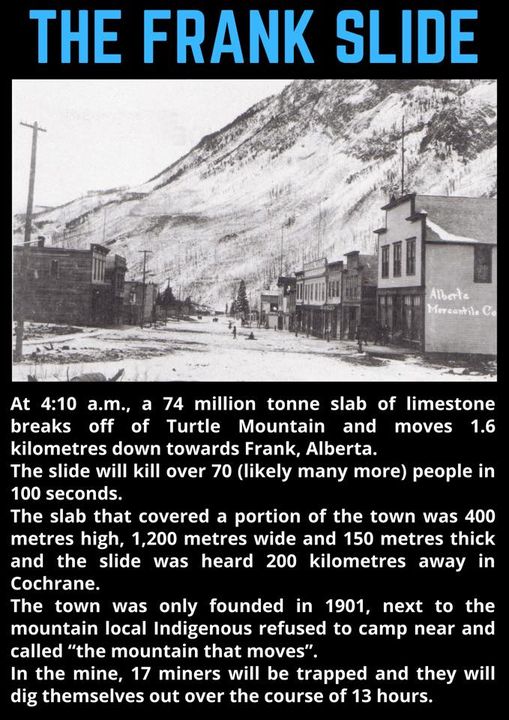 THE FRANK SLIDE
Alberta
Mercantile Co
At 4:10 a.m., a 74 million tonne slab of limestone
breaks off of Turtle Mountain and moves 1.6
kilometres down towards Frank, Alberta.
The slide will kill over 70 (likely many more) people in
100 seconds.
The slab that covered a portion of the town was 400
metres high, 1,200 metres wide and 150 metres thick
and the slide was heard 200 kilometres away in
Cochrane.
The town was only founded in 1901, next to the
mountain local Indigenous refused to camp near and
called “the mountain that moves”.
In the mine, 17 miners will be trapped and they will
dig themselves out over the course of 13 hours.